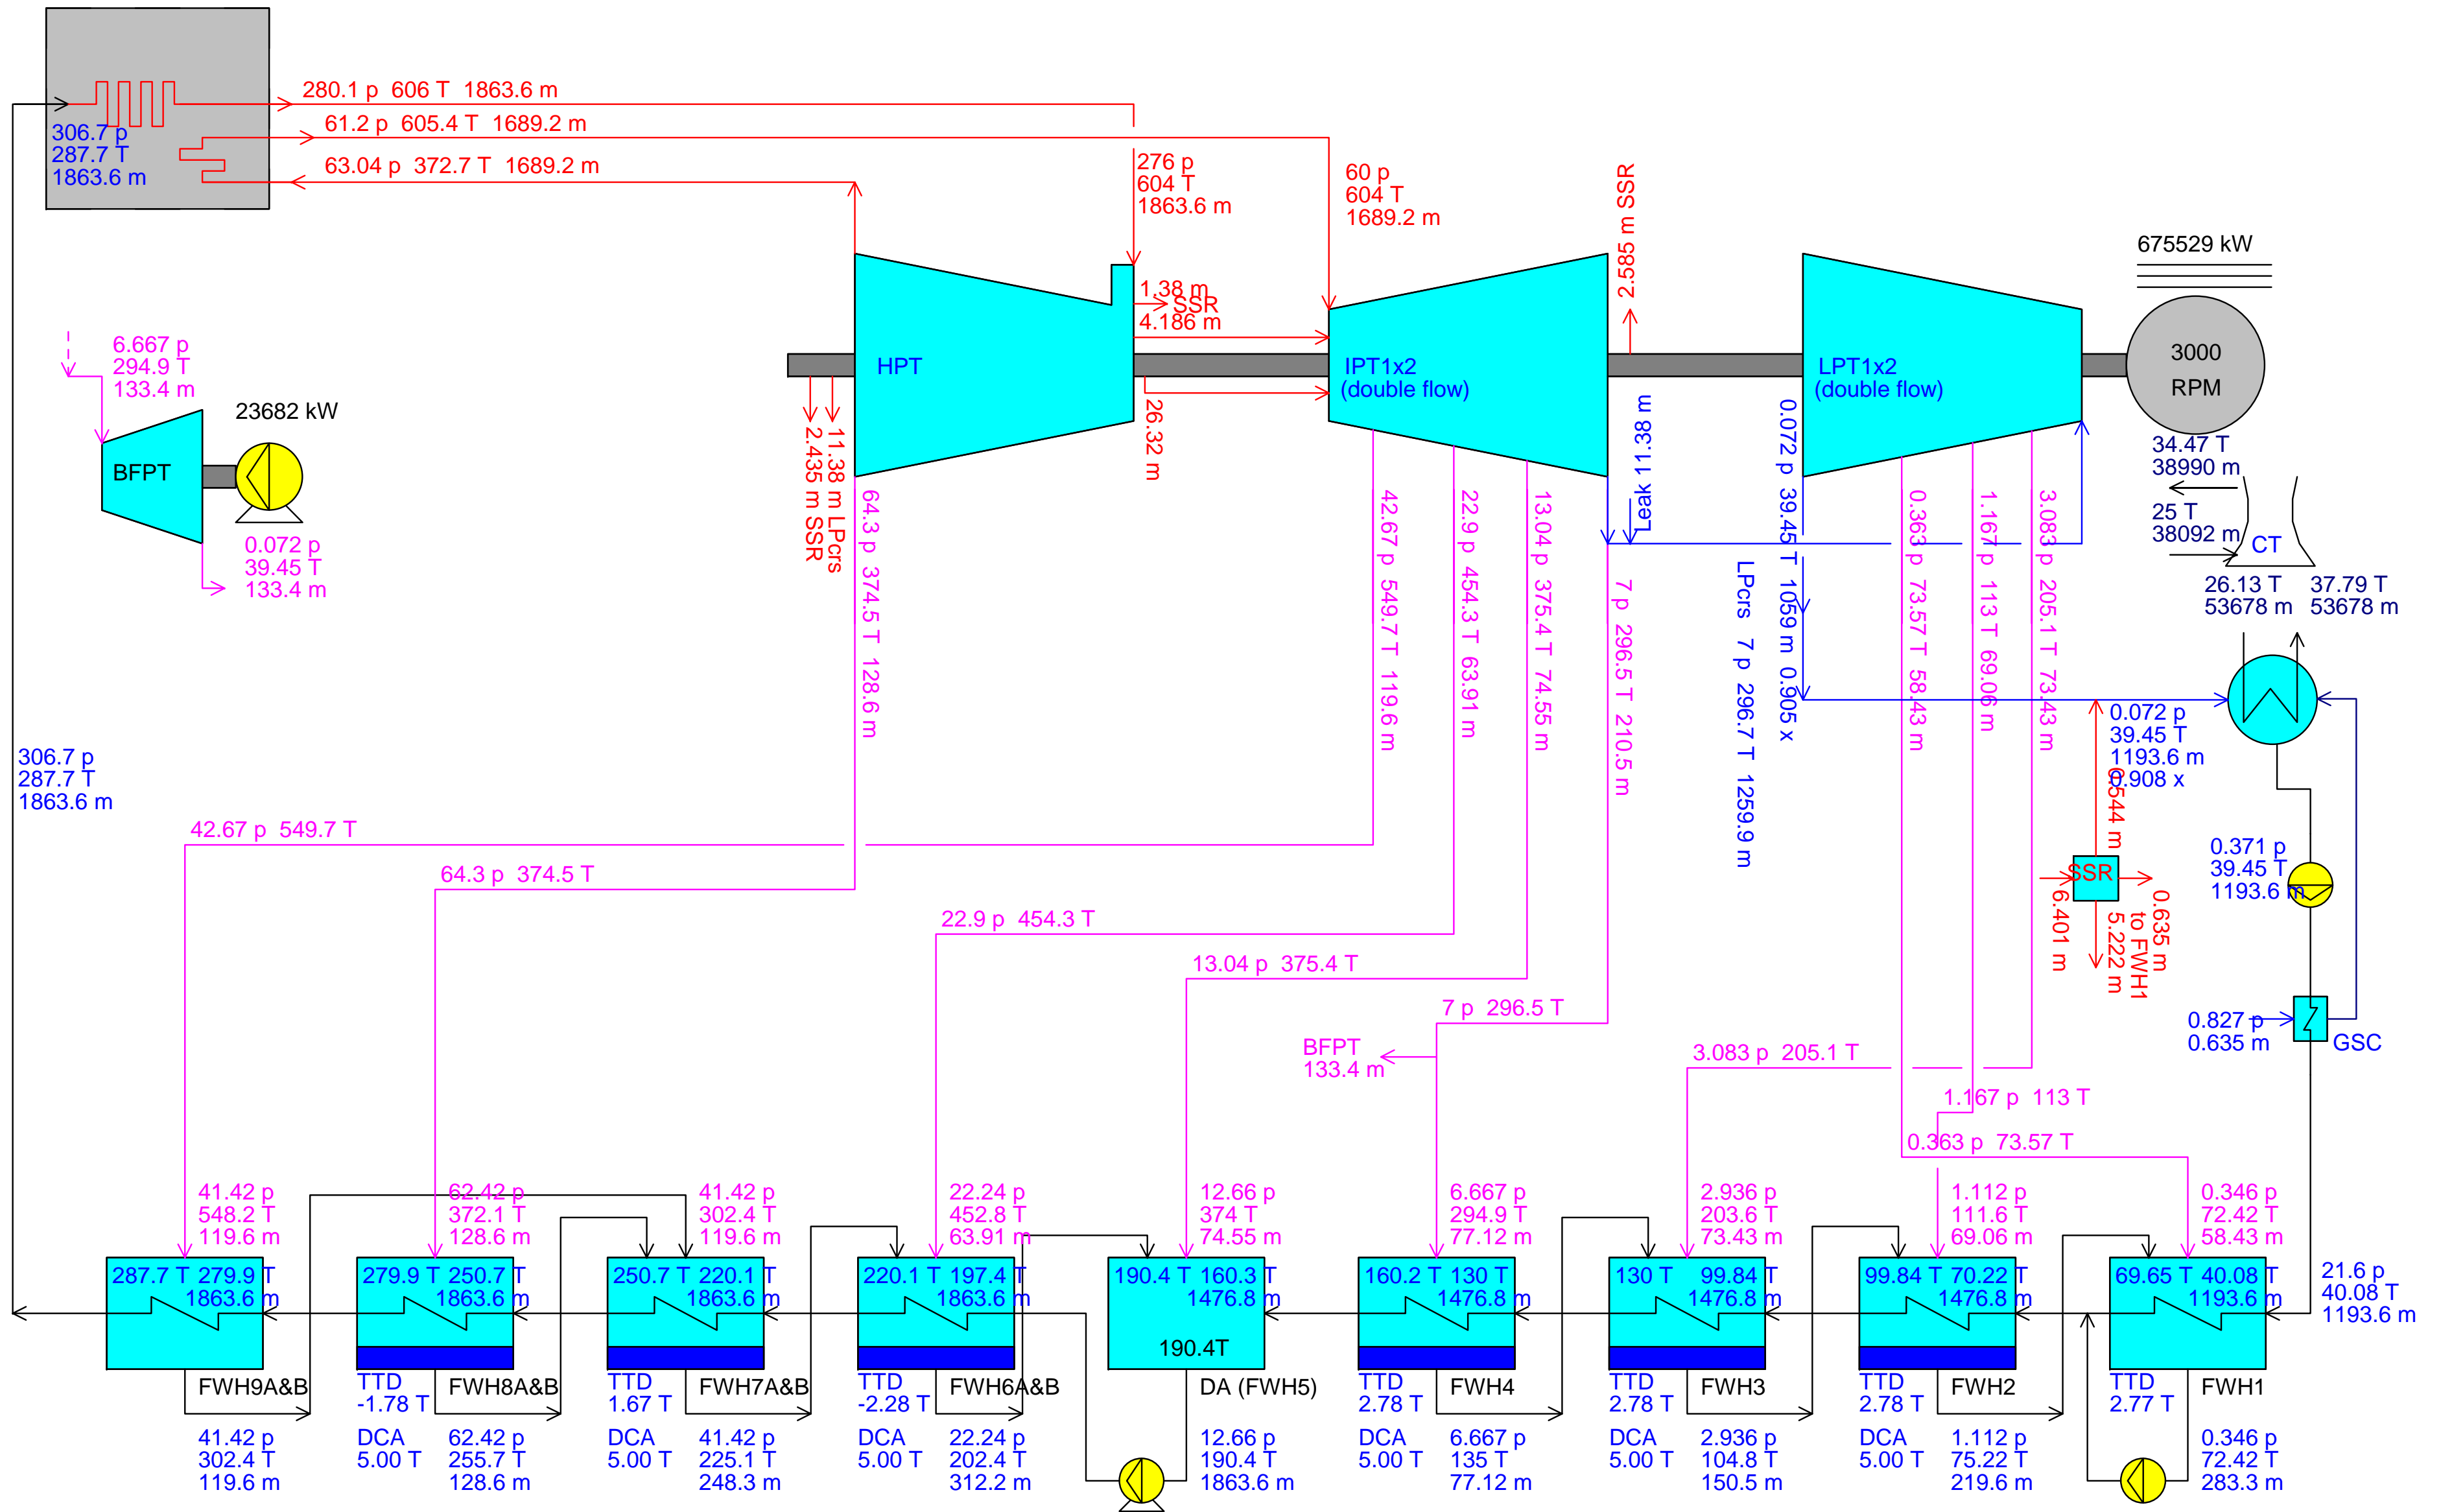 280.1 p  606 T  1863.6 m
61.2 p  605.4 T  1689.2 m
63.04 p  372.7 T  1689.2 m
306.7 p
287.7 T
1863.6 m
276 p
604 T
1863.6 m
60 p
604 T
1689.2 m
2.585 m SSR
675529 kW
1.38 m
SSR
4.186 m
HPT
IPT1x2
(double flow)
LPT1x2
(double flow)
3000
RPM
6.667 p
294.9 T
133.4 m
23682 kW
BFPT
0.072 p
39.45 T
133.4 m
2.435 m SSR
11.38 m LPcrs
26.32 m
Leak 11.38 m
34.47 T
38990 m
25 T
38092 m
CT
26.13 T
53678 m
37.79 T
53678 m
64.3 p  374.5 T  128.6 m
42.67 p  549.7 T  119.6 m
22.9 p  454.3 T  63.91 m
13.04 p  375.4 T  74.55 m
7 p  296.5 T  210.5 m
LPcrs  7 p  296.7 T  1259.9 m
0.072 p  39.45 T  1059 m  0.905 x
0.363 p  73.57 T  58.43 m
1.167 p  113 T  69.06 m
3.083 p  205.1 T  73.43 m
0.072 p
39.45 T
1193.6 m
0.908 x
0.544 m
SSR
6.401 m
5.222 m
to FWH1
0.635 m
0.371 p
39.45 T
1193.6 m
0.827 p
0.635 m
GSC
306.7 p
287.7 T
1863.6 m
42.67 p  549.7 T
64.3 p  374.5 T
22.9 p  454.3 T
13.04 p  375.4 T
7 p  296.5 T
BFPT
133.4 m
3.083 p  205.1 T
1.167 p  113 T
0.363 p  73.57 T
41.42 p
548.2 T
119.6 m
62.42 p
372.1 T
128.6 m
41.42 p
302.4 T
119.6 m
22.24 p
452.8 T
63.91 m
12.66 p
374 T
74.55 m
6.667 p
294.9 T
77.12 m
2.936 p
203.6 T
73.43 m
1.112 p
111.6 T
69.06 m
0.346 p
72.42 T
58.43 m
287.7 T 279.9 T
1863.6 m
279.9 T 250.7 T
1863.6 m
250.7 T 220.1 T
1863.6 m
220.1 T 197.4 T
1863.6 m
190.4 T 160.3 T
1476.8 m
190.4T
160.2 T 130 T
1476.8 m
130 T 99.84 T
1476.8 m
99.84 T 70.22 T
1476.8 m
69.65 T 40.08 T
1193.6 m
21.6 p
40.08 T
1193.6 m
FWH9A&B
41.42 p
302.4 T
119.6 m
TTD
-1.78 T
DCA
5.00 T
FWH8A&B
62.42 p
255.7 T
128.6 m
TTD
1.67 T
DCA
5.00 T
FWH7A&B
41.42 p
225.1 T
248.3 m
TTD
-2.28 T
DCA
5.00 T
FWH6A&B
22.24 p
202.4 T
312.2 m
DA (FWH5)
12.66 p
190.4 T
1863.6 m
TTD
2.78 T
DCA
5.00 T
FWH4
6.667 p
135 T
77.12 m
TTD
2.78 T
DCA
5.00 T
FWH3
2.936 p
104.8 T
150.5 m
TTD
2.78 T
DCA
5.00 T
FWH2
1.112 p
75.22 T
219.6 m
TTD
2.77 T
FWH1
0.346 p
72.42 T
283.3 m